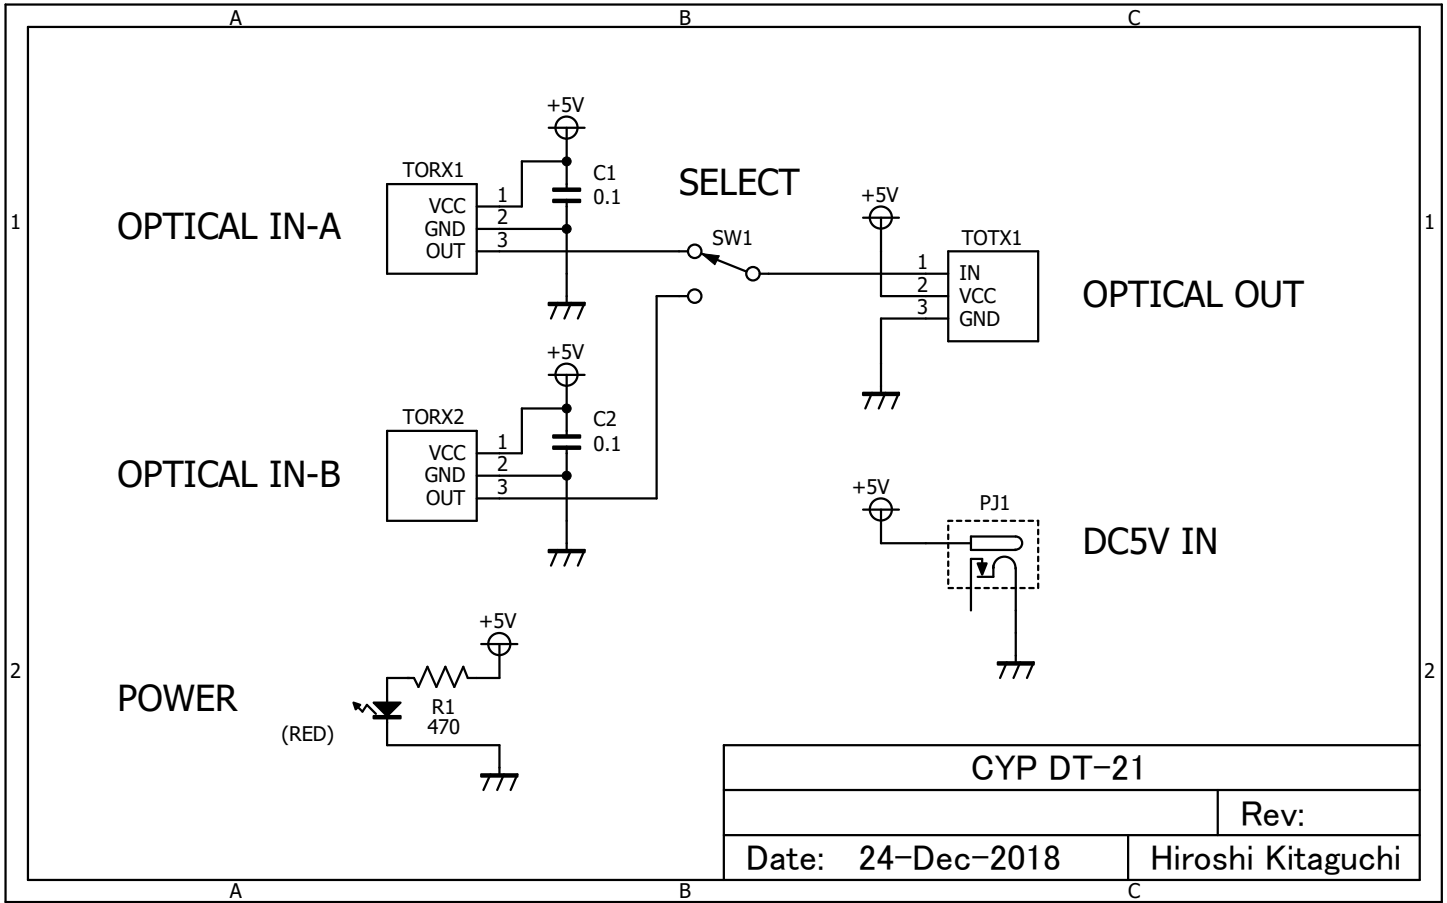 A B C
+5V
TORX1
C1
0.1
SELECT
+5V
1
VCC 1
GND 2
OUT 3
OPTICAL IN-A
SW1
TOTX1
1
1 IN
2 VCC
3 GND
OPTICAL OUT
+5V
TORX2
C2
0.1
VCC 1
GND 2
OUT 3
OPTICAL IN-B
+5V
PJ1
DC5V IN
+5V
2
POWER
(RED)
R1
470
2
CYP DT-21
Rev:
Date: 24-Dec-2018 Hiroshi Kitaguchi
A B C